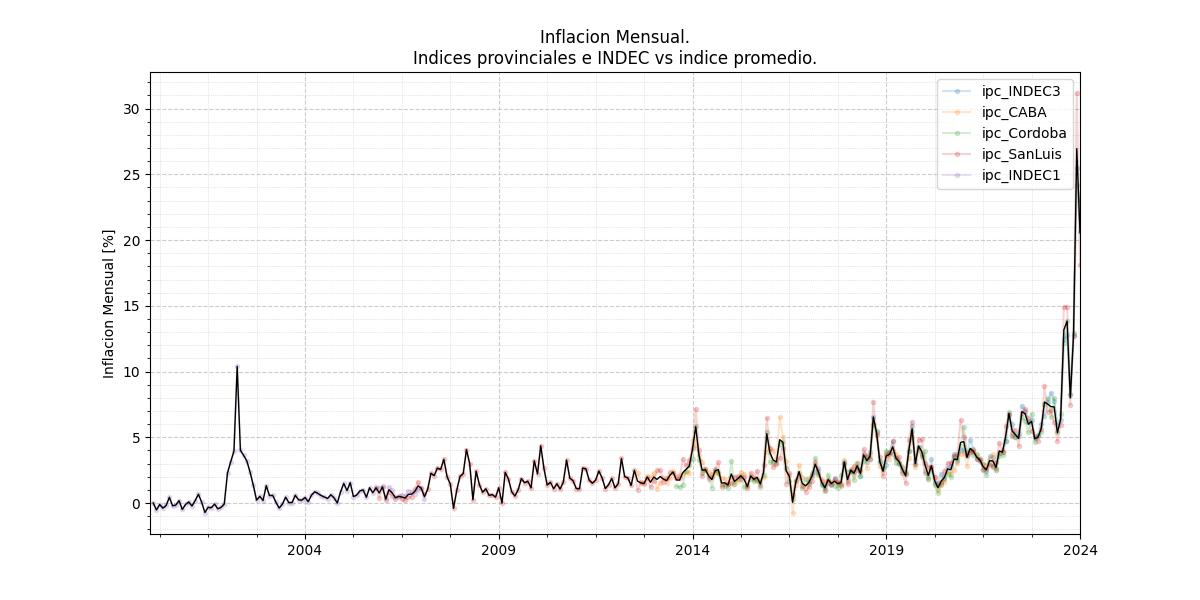 Inflacion Mensual.
Indices provinciales e INDEC vs indice promedio.
Inflacion Mensual [%]
30
25
20
15
10
5
0
ipc_INDEC3
ipc_CABA
ipc_Cordoba
ipc_SanLuis
ipc_INDEC1
2004
2009
2014
2019
2024